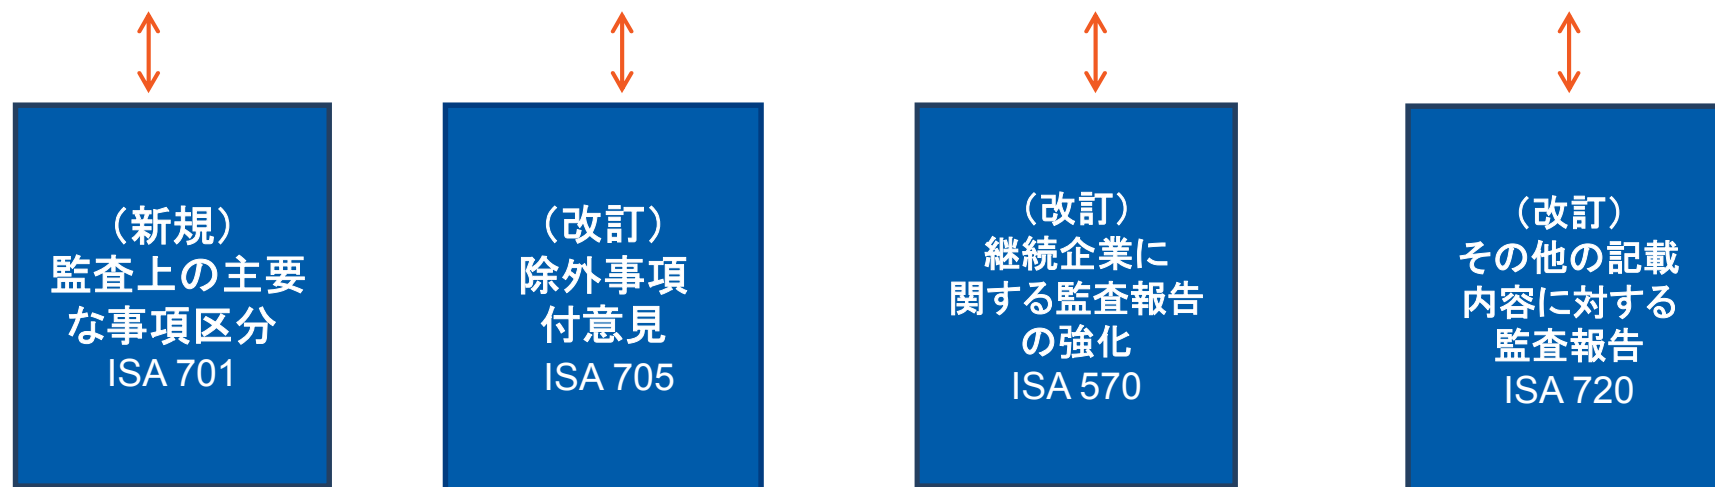 （新規）
監査上の主要
な事項区分
ISA 701
（改訂）
除外事項
付意見
ISA 705
（改訂）
継続企業に
関する監査報告
の強化
ISA 570
（改訂）
その他の記載
内容に対する
監査報告
ISA 720